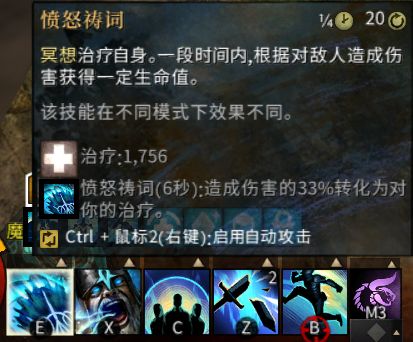 愤怒祷词 ¼ 20
冥想治疗自身。一段时间内,根据对敌人造成伤
害获得一定生命值。
该技能在不同模式下效果不同。
治疗:1,756
愤怒祷词(6秒):造成伤害的33%转化为对
你的治疗。
魔
Ctrl + 鼠标2(右键):启用自动攻击
2
E X C Z B M3